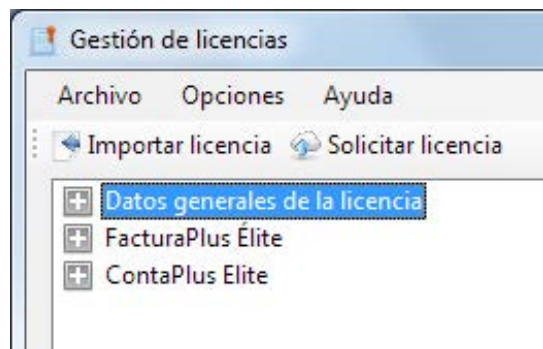 Gestión de licencias
Archivo Opciones Ayuda
Importar licencia Solicitar licencia
Datos generales de la licencia
FacturaPlus Élite
ContaPlus Elite